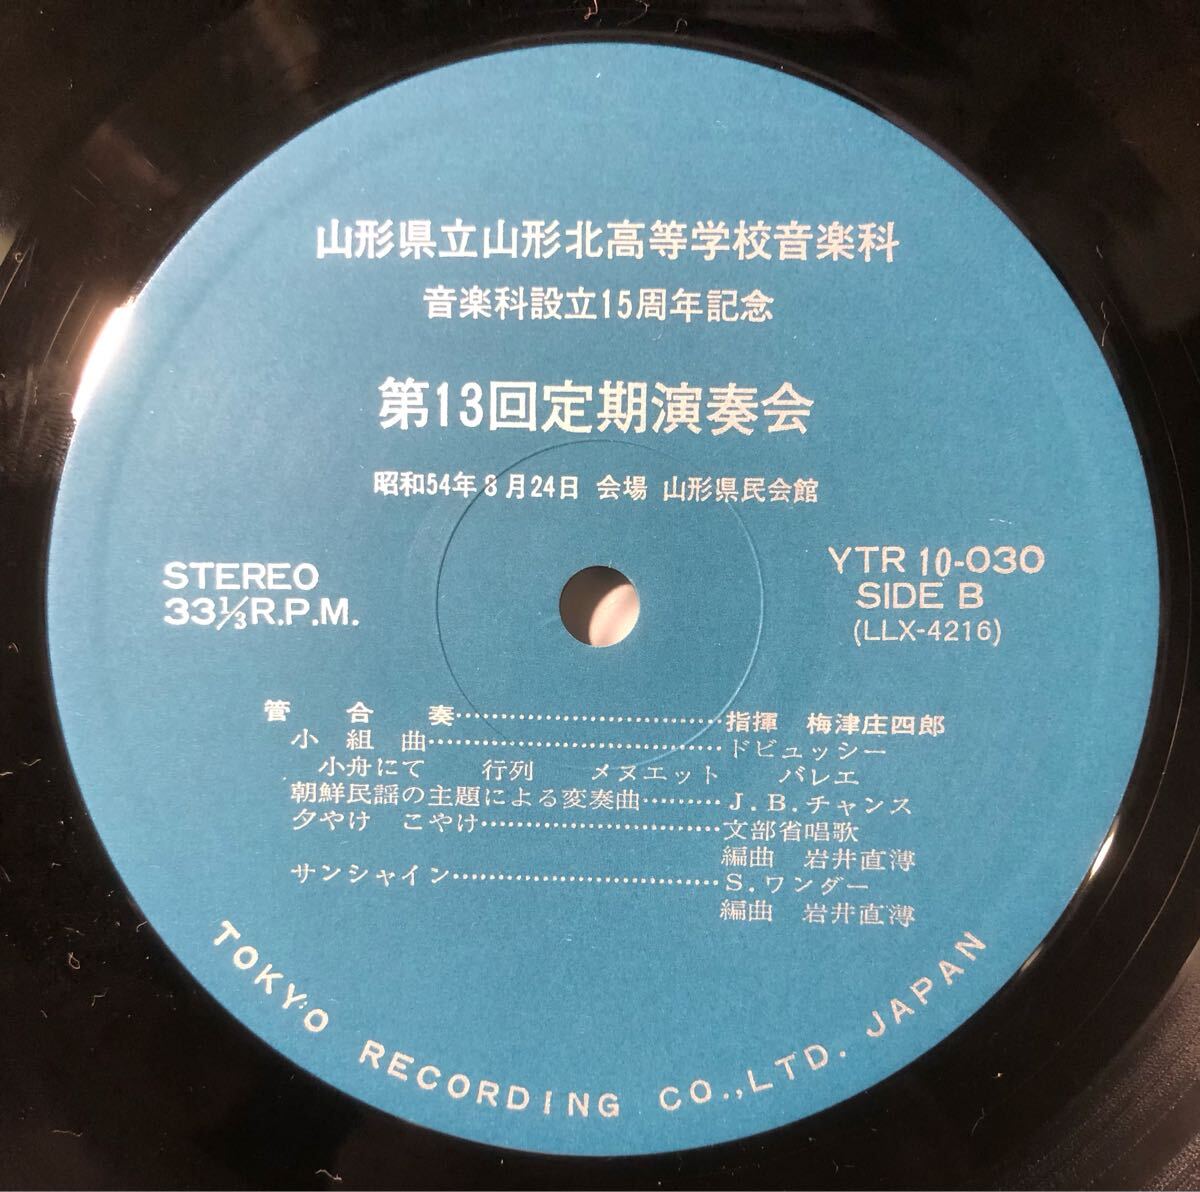 山形県立山形北高等学校音楽科
音楽科設立15周年記念
第13回定期演奏会
昭和54年8月24日 会場 山形県民会館
STEREO
33⅓R.P.M.
YTR 10-030
SIDE B
(LLX-4216)
管合奏……………………………指揮 梅津庄四郎
小組曲………………………………ドビュッシー
小舟にて 行列 メヌエット バレエ
朝鮮民謡の主題による変奏曲………J.B.チャンス
夕やけ こやけ…………………………文部省唱歌
編曲 岩井直溥
サンシャイン……………………………S.ワンダー
編曲 岩井直溥
TOKYO RECORDING CO.,LTD. JAPAN